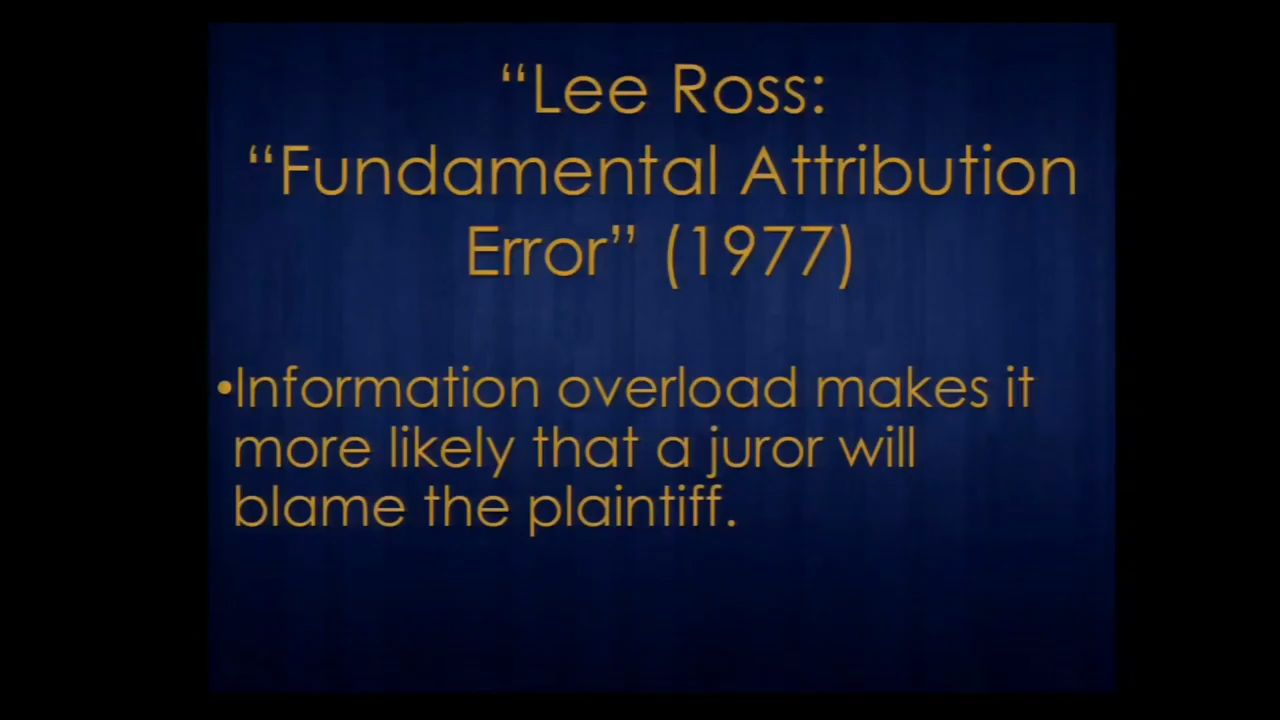 “Lee Ross:
“Fundamental Attribution
Error” (1977)
•Information overload makes it
more likely that a juror will
blame the plaintiff.